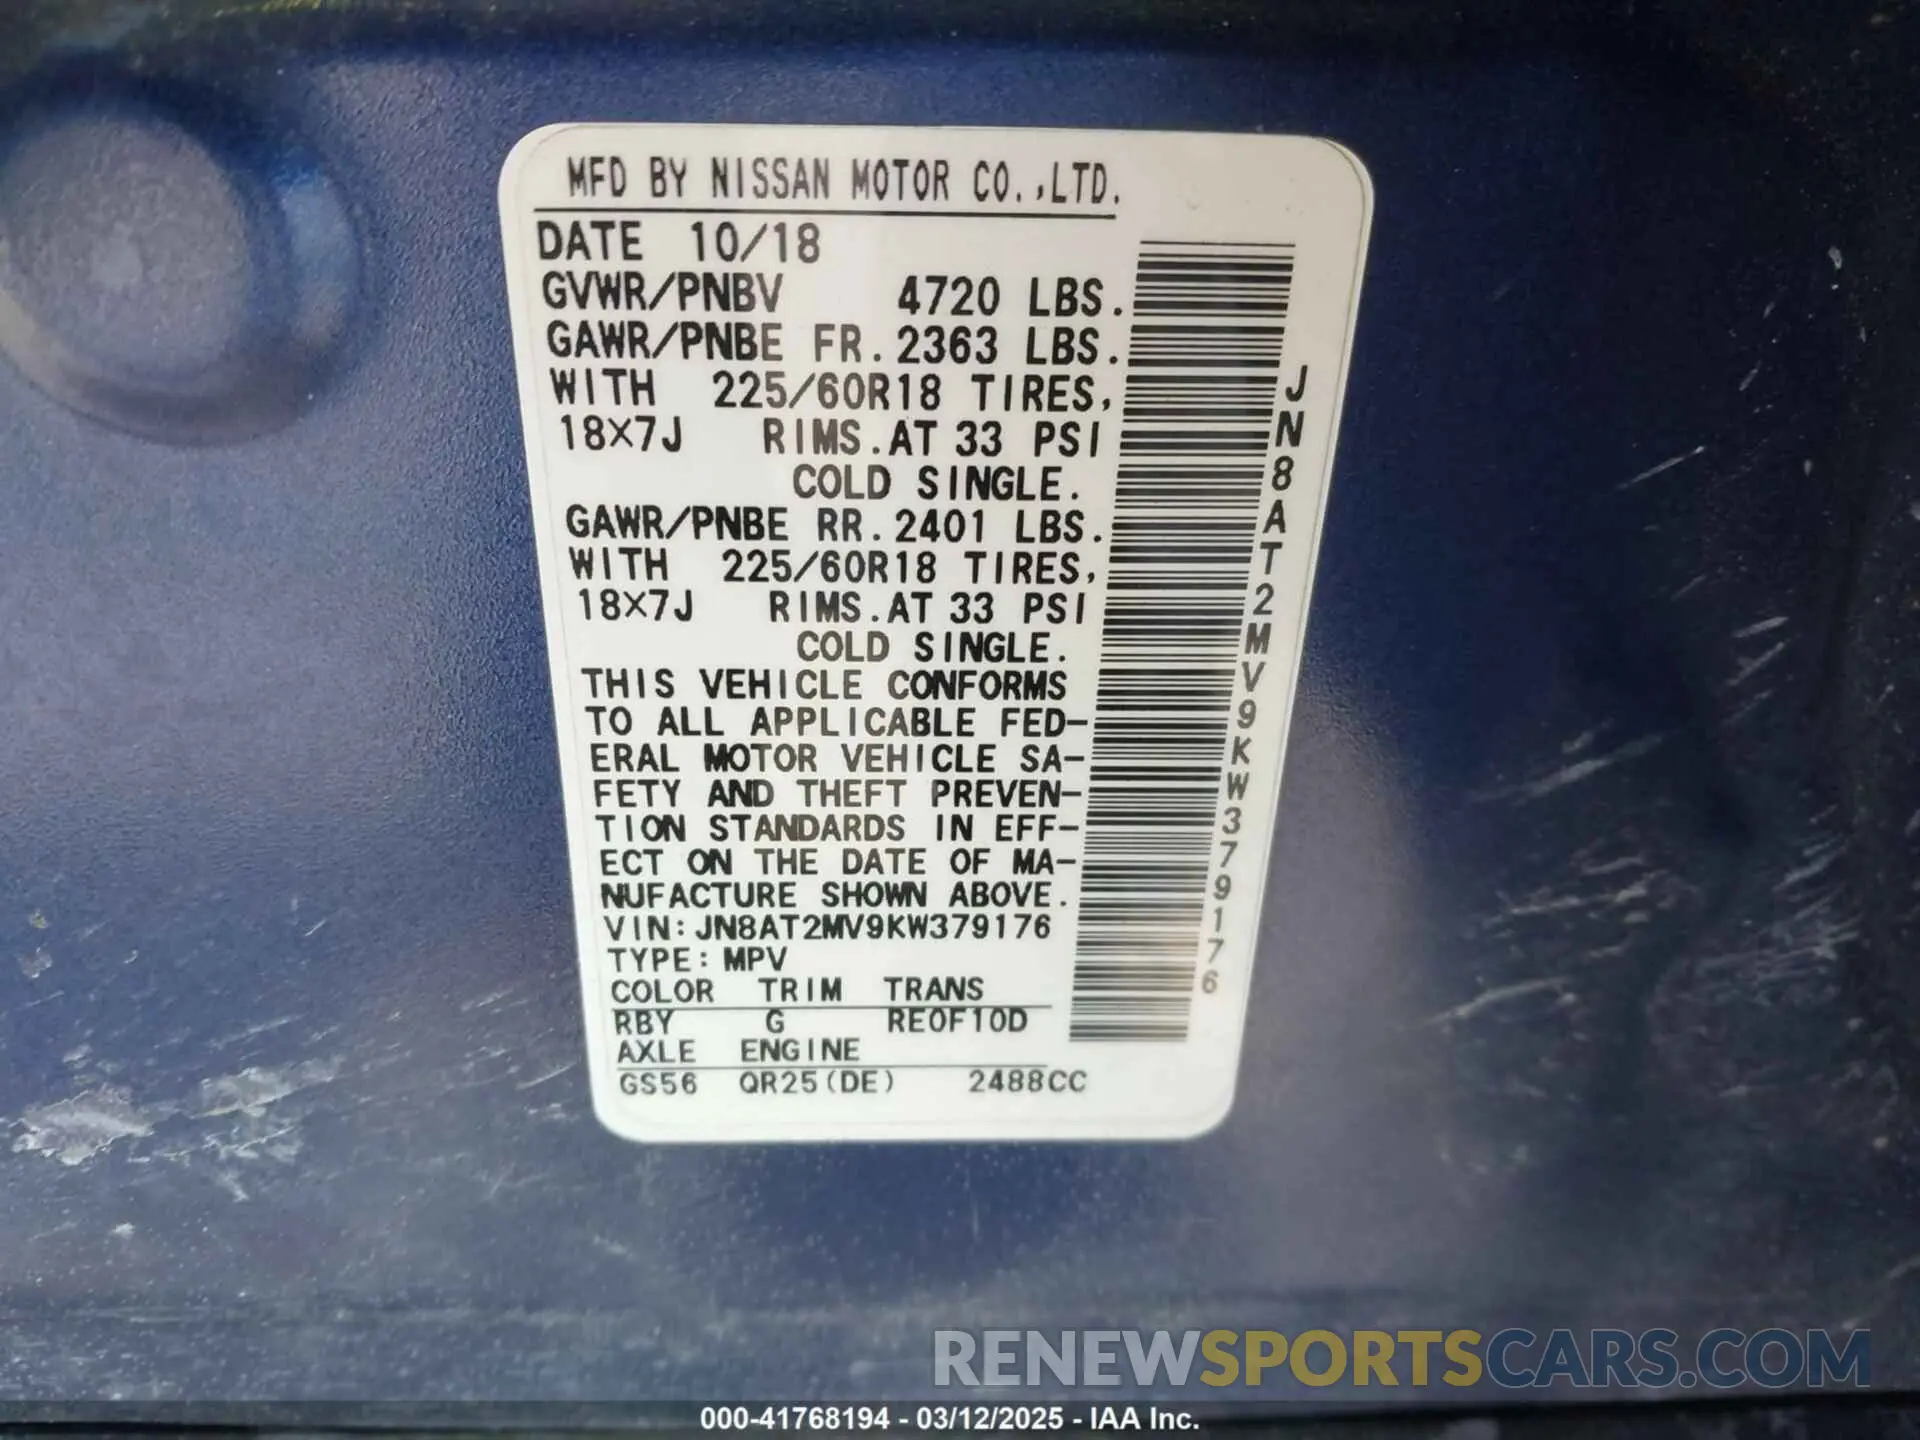 MFD BY NISSAN MOTOR CO.,LTD.
DATE 10/18
GVWR/PNBV 4720 LBS.
GAWR/PNBE FR. 2363 LBS.
WITH 225/60R18 TIRES,
18X7J RIMS. AT 33 PSI
COLD SINGLE.
GAWR/PNBE RR. 2401 LBS.
WITH 225/60R18 TIRES,
18X7J RIMS. AT 33 PSI
COLD SINGLE.
THIS VEHICLE CONFORMS
TO ALL APPLICABLE FED-
ERAL MOTOR VEHICLE SA-
FETY AND THEFT PREVEN-
TION STANDARDS IN EFF-
ECT ON THE DATE OF MA-
NUFACTURE SHOWN ABOVE.
VIN: JN8AT2MV9KW379176
TYPE: MPV
COLOR TRIM TRANS
RBY G RE0F10D
AXLE ENGINE
GS56 QR25(DE) 2488CC
JN8AT2MV9KW379176
RENEWSPORTSCARS.COM
000-41768194 - 03/12/2025 - IAA Inc.